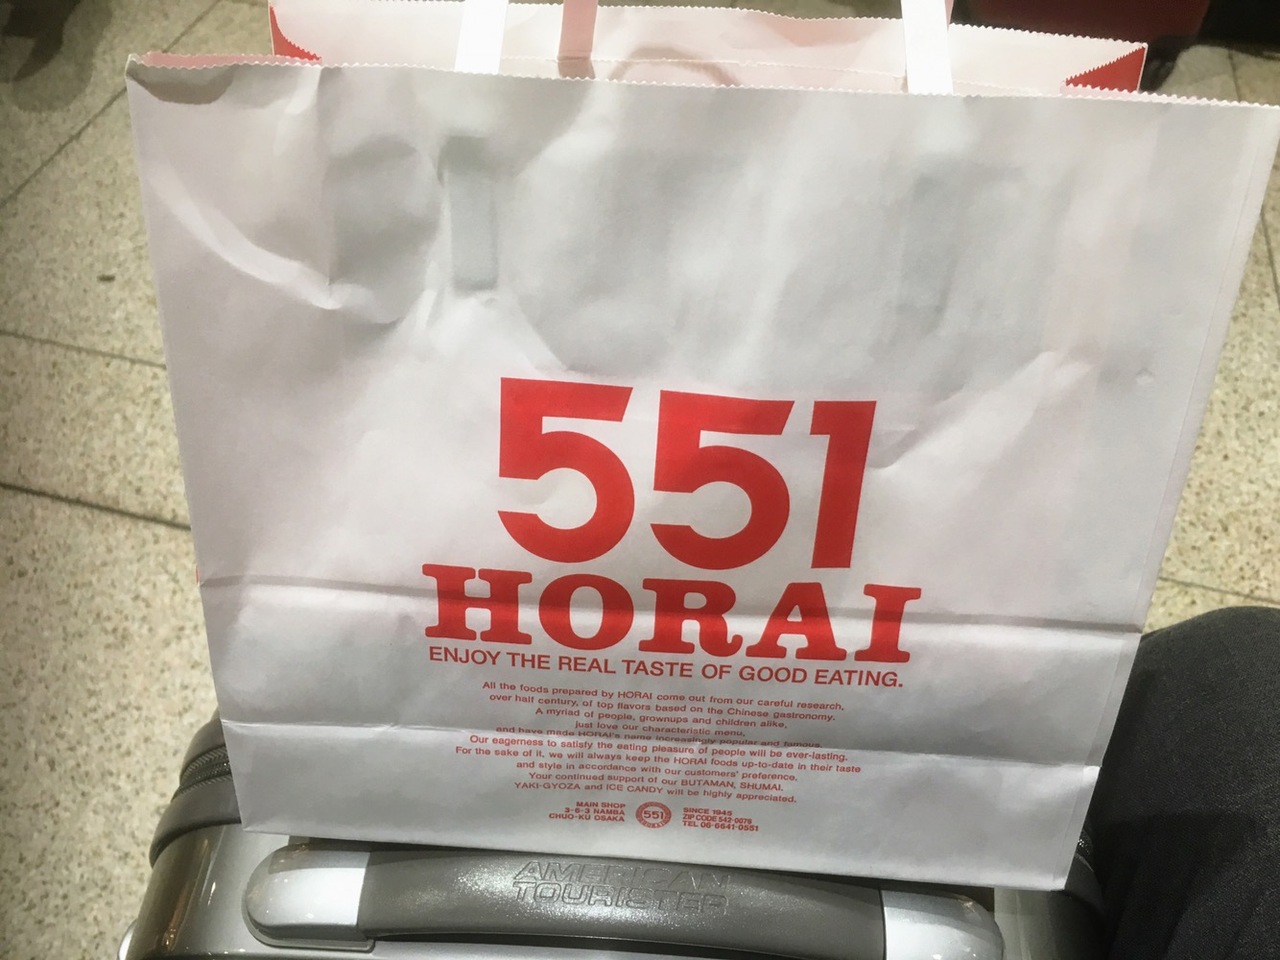 551
HORAI
ENJOY THE REAL TASTE OF GOOD EATING.
All the foods prepared by HORAI come out from our careful research,
over half century, of top flavors based on the Chinese gastronomy.
A myriad of people, grownups and children alike,
just love our characteristic menu,
and have made HORAI's name increasingly popular and famous.
Our eagerness to satisfy the eating pleasure of people will be ever-lasting.
For the sake of it, we will always keep the HORAI foods up-to-date in their taste
and style in accordance with our customers' preference.
Your continued support of our BUTAMAN, SHUMAI,
YAKI-GYOZA and ICE CANDY will be highly appreciated.
MAIN SHOP
3-6-3 NAMBA
CHUO-KU OSAKA
551
HORAI
SINCE 1945
ZIP CODE 542-0076
TEL 06-6641-0551
AMERICAN
TOURISTER